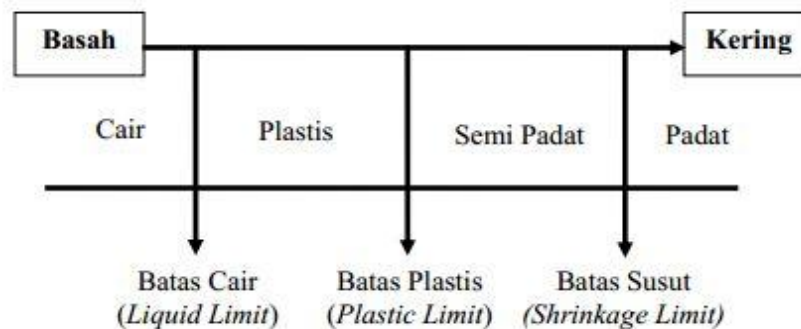 Basah Kering
Cair Plastis Semi Padat Padat
Batas Cair Batas Plastis Batas Susut
(Liquid Limit) (Plastic Limit) (Shrinkage Limit)